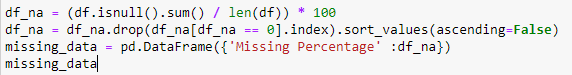 df_na = (df.isnull().sum() / len(df)) * 100
df_na = df_na.drop(df_na[df_na == 0].index).sort_values(ascending=False)
missing_data = pd.DataFrame({'Missing Percentage' :df_na})
missing_data